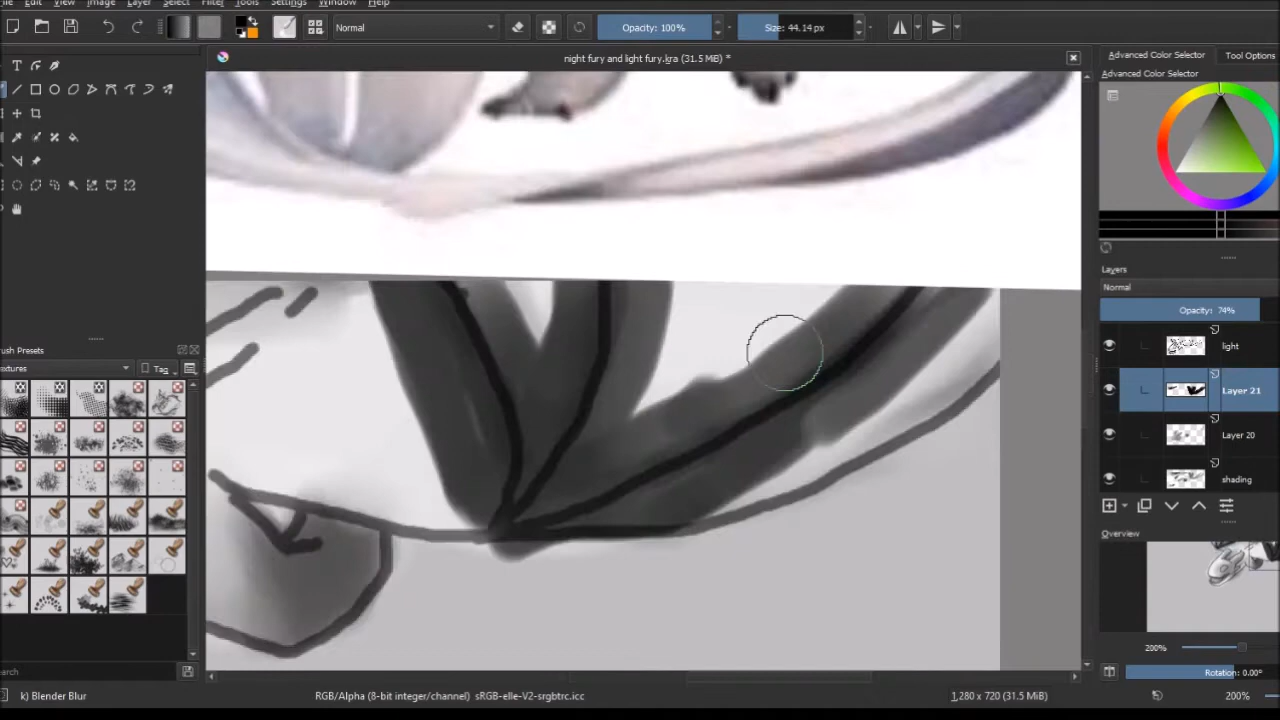 File Edit View Image Layer Select Filter Tools Settings Window Help
Normal
Opacity: 100%
Size: 44.14 px
night fury and light fury.kra (31.5 MiB) *
Advanced Color Selector
Tool Options
Advanced Color Selector
Layers
Normal
Opacity: 74%
light
Layer 21
Layer 20
shading
Overview
rush Presets
extures
Tag
earch
200%
Rotation: 0.00°
k) Blender Blur
RGB/Alpha (8-bit integer/channel) sRGB-elle-V2-srgbtrc.icc
1,280 x 720 (31.5 MiB)
200%